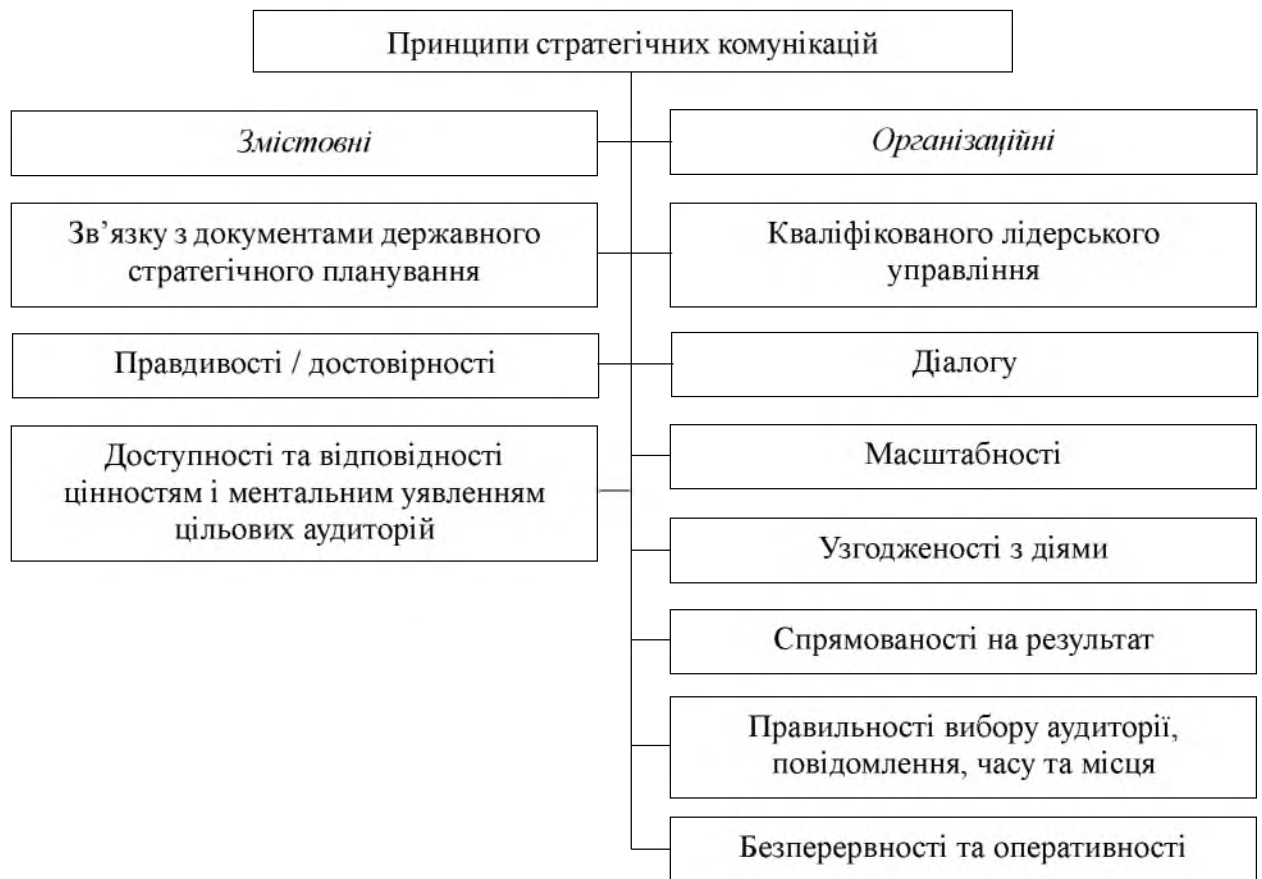 Принципи стратегічних комунікацій
Змістовні
Організаційні
Зв’язку з документами державного
стратегічного планування
Кваліфікованого лідерського
управління
Правдивості / достовірності
Діалогу
Доступності та відповідності
цінностям і ментальним уявленням
цільових аудиторій
Масштабності
Узгодженості з діями
Спрямованості на результат
Правильності вибору аудиторії,
повідомлення, часу та місця
Безперервності та оперативності